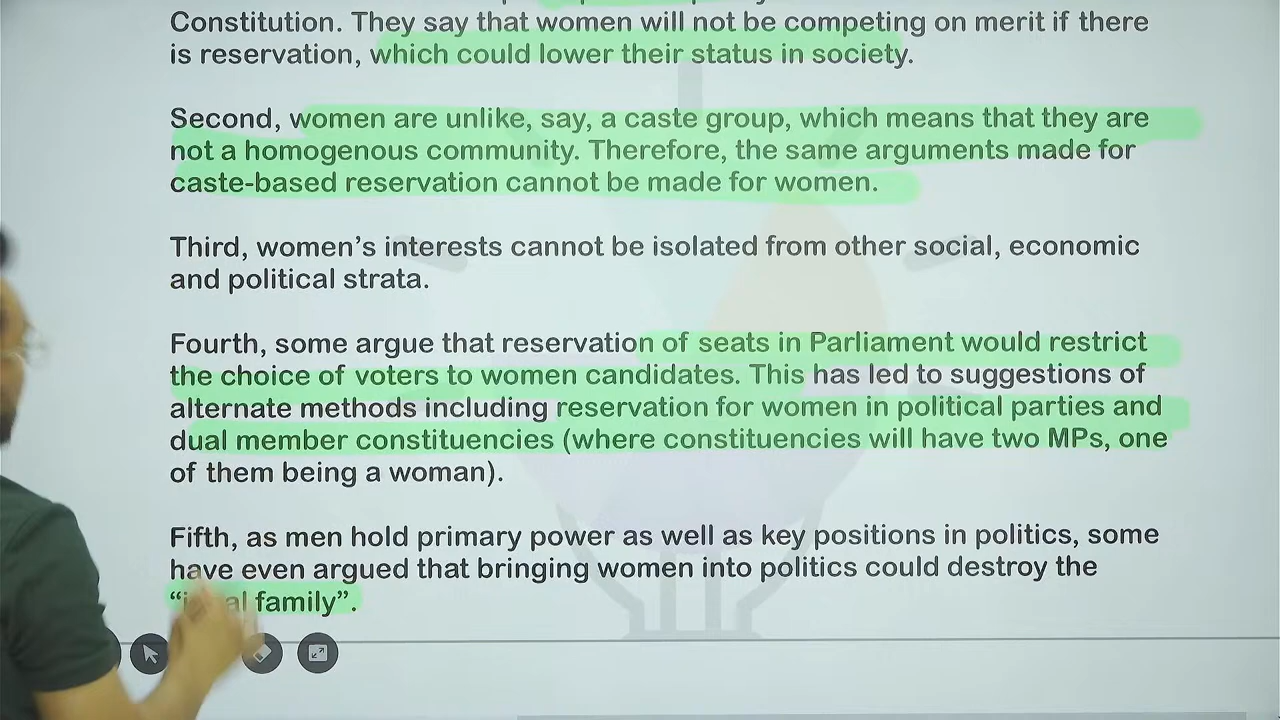 Constitution. They say that women will not be competing on merit if there
is reservation, which could lower their status in society.
Second, women are unlike, say, a caste group, which means that they are
not a homogenous community. Therefore, the same arguments made for
caste-based reservation cannot be made for women.
Third, women’s interests cannot be isolated from other social, economic
and political strata.
Fourth, some argue that reservation of seats in Parliament would restrict
the choice of voters to women candidates. This has led to suggestions of
alternate methods including reservation for women in political parties and
dual member constituencies (where constituencies will have two MPs, one
of them being a woman).
Fifth, as men hold primary power as well as key positions in politics, some
have even argued that bringing women into politics could destroy the
family”.